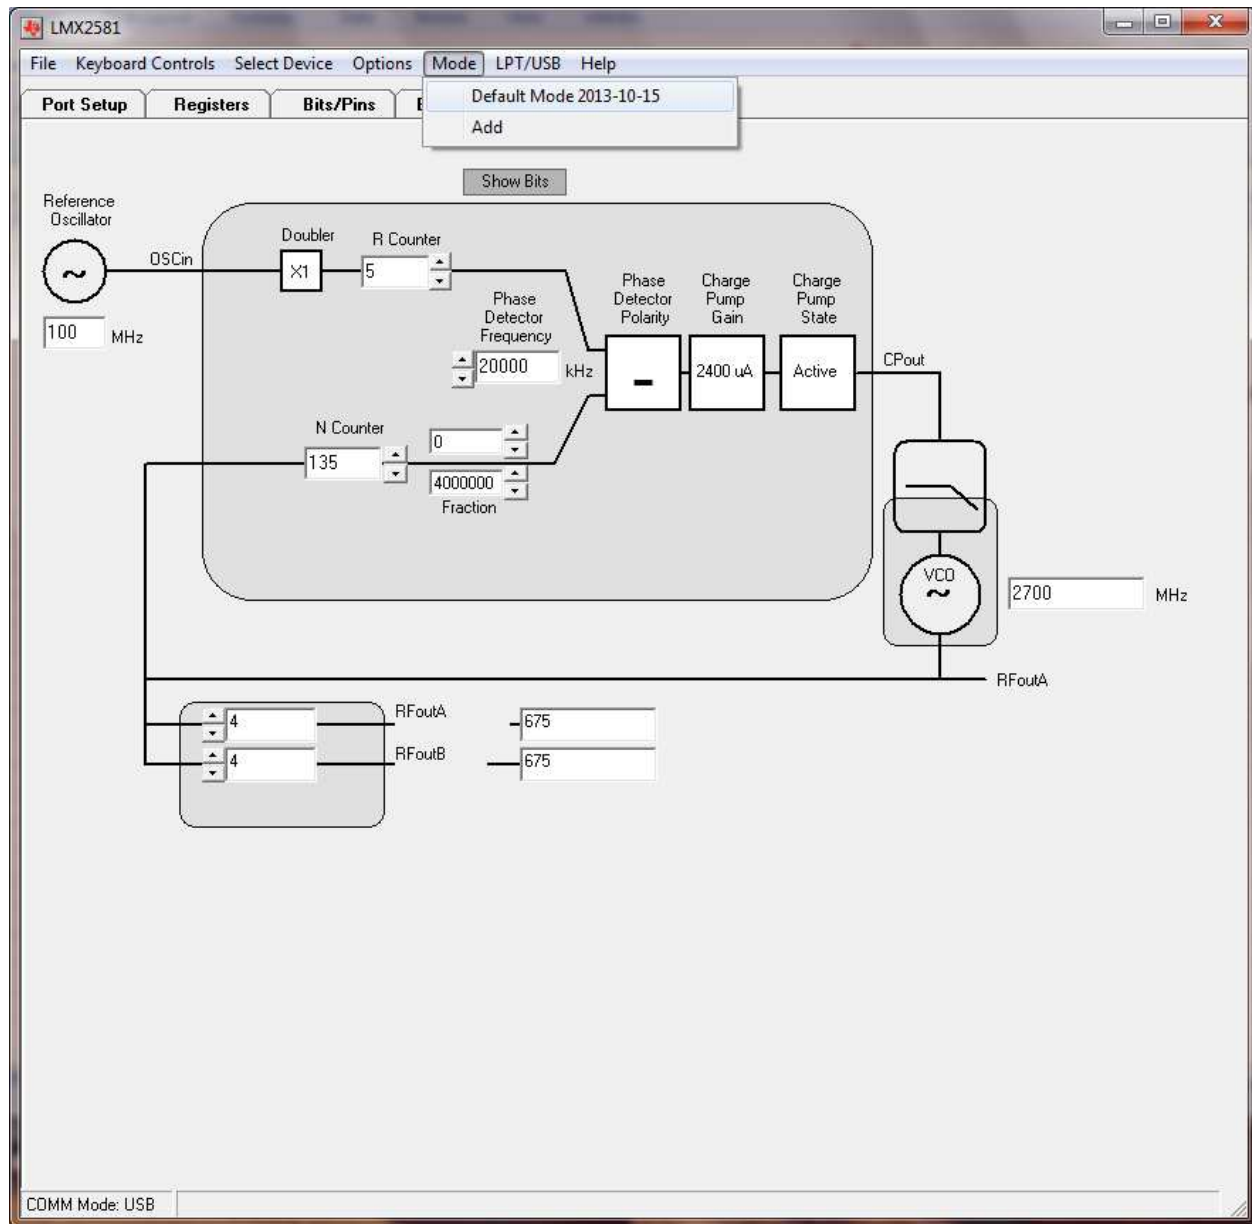 LMX2581
File Keyboard Controls Select Device Options Mode LPT/USB Help
Default Mode 2013-10-15
Add
Port Setup Registers Bits/Pins
Show Bits
Reference
Oscillator
OSCin
100 MHz
Doubler
X1
R Counter
5
Phase
Detector
Frequency
20000 kHz
Phase
Detector
Polarity
-
Charge
Pump
Gain
2400 uA
Charge
Pump
State
Active
CPout
N Counter
135
0
4000000
Fraction
VCO
2700 MHz
RFoutA
4 RFoutA 675
4 RFoutB 675
COMM Mode: USB